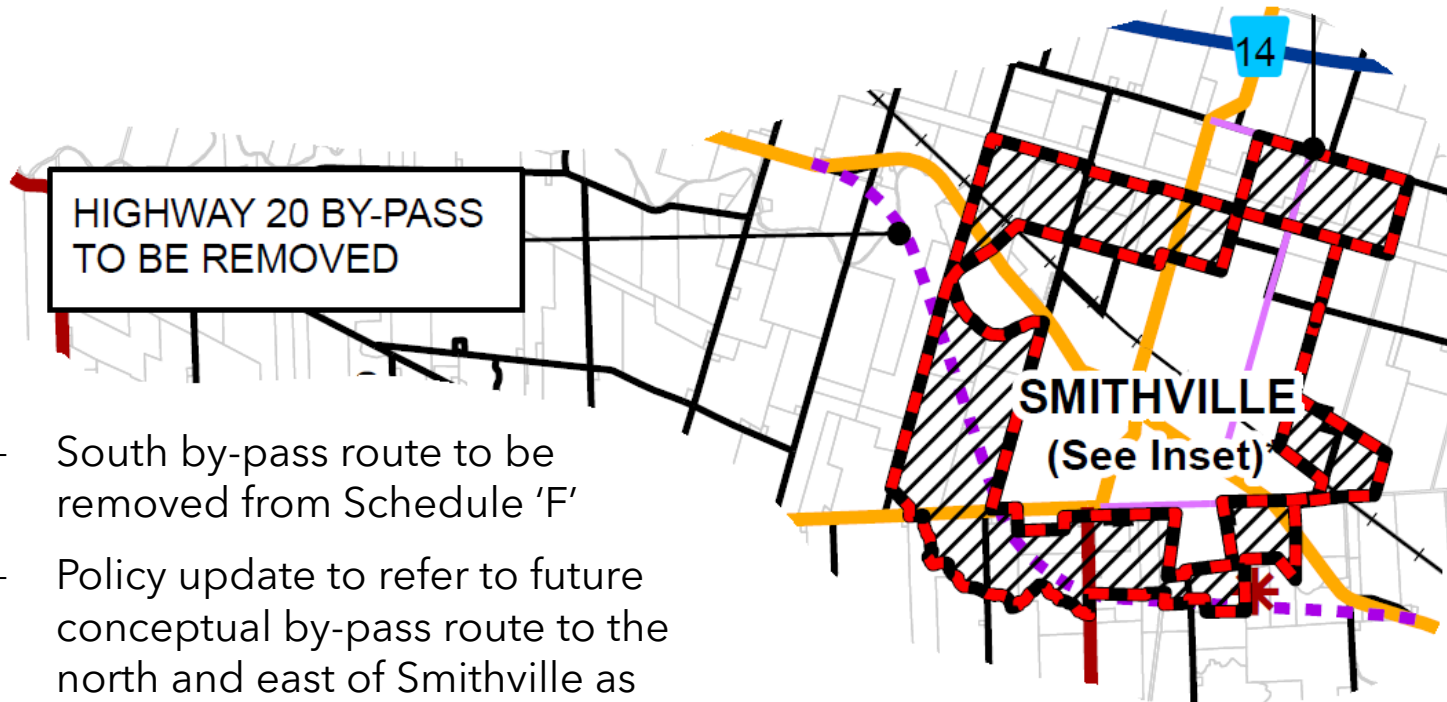 14
HIGHWAY 20 BY-PASS
TO BE REMOVED
SMITHVILLE
(See Inset)
- South by-pass route to be
removed from Schedule ‘F’
- Policy update to refer to future
conceptual by-pass route to the
north and east of Smithville as